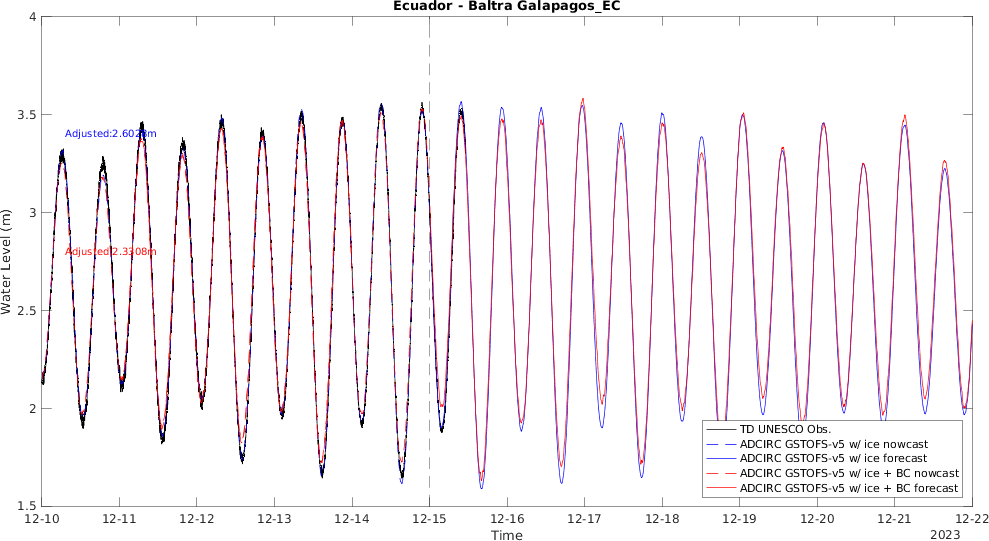 Ecuador - Baltra Galapagos_EC
Water Level (m)
4
3.5
3
2.5
2
1.5
Adjusted:2.6028m
Adjusted:2.3308m
TD UNESCO Obs.
ADCIRC GSTOFS-v5 w/ ice nowcast
ADCIRC GSTOFS-v5 w/ ice forecast
ADCIRC GSTOFS-v5 w/ ice + BC nowcast
ADCIRC GSTOFS-v5 w/ ice + BC forecast
12-10 12-11 12-12 12-13 12-14 12-15 12-16 12-17 12-18 12-19 12-20 12-21 12-22
Time
2023